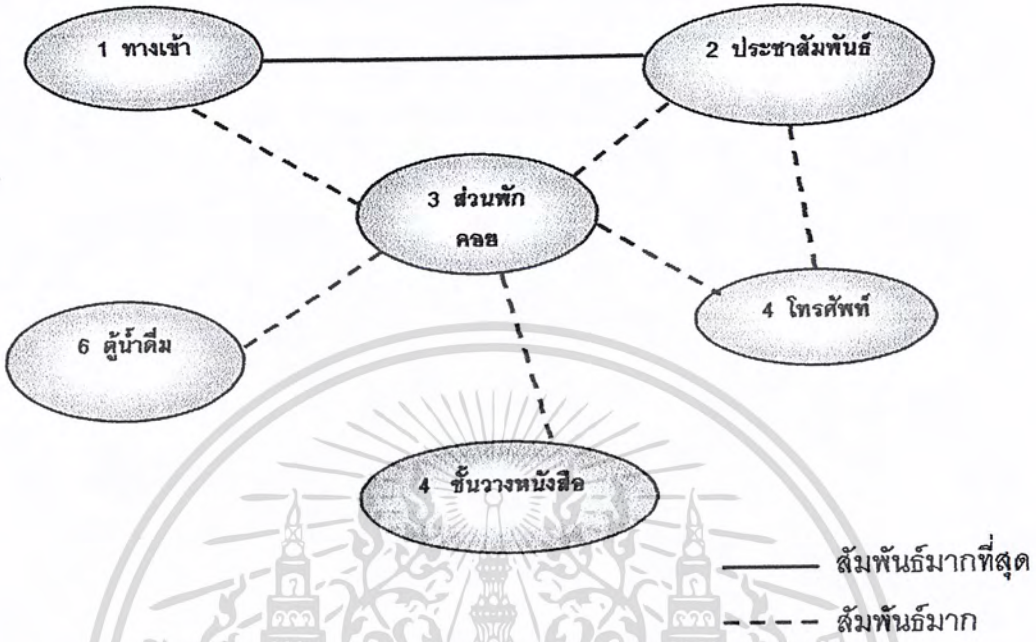 1 ทางเข้า
2 ประชาสัมพันธ์
3 ส่วนพัก
คอย
4 โทรศัพท์
6 ตู้น้ำดื่ม
4 ชั้นวางหนังสือ
สัมพันธ์มากที่สุด
สัมพันธ์มาก